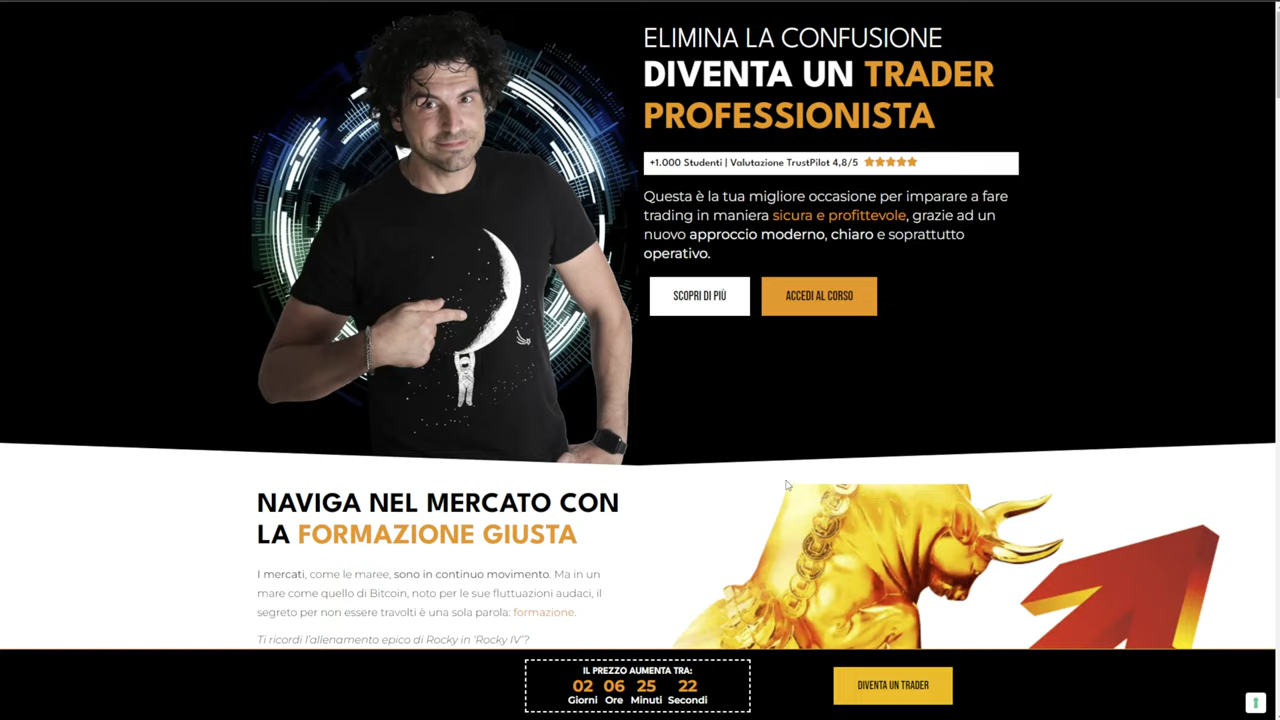 ELIMINA LA CONFUSIONE
DIVENTA UN TRADER
PROFESSIONISTA
+1.000 Studenti | Valutazione TrustPilot 4,8/5
Questa è la tua migliore occasione per imparare a fare
trading in maniera sicura e profittevole, grazie ad un
nuovo approccio moderno, chiaro e soprattutto
operativo.
SCOPRI DI PIÙ
ACCEDI AL CORSO
NAVIGA NEL MERCATO CON
LA FORMAZIONE GIUSTA
I mercati, come le maree, sono in continuo movimento. Ma in un
mare come quello di Bitcoin, noto per le sue fluttuazioni audaci, il
segreto per non essere travolti è una sola parola: formazione.
Ti ricordi l'allenamento epico di Rocky in 'Rocky IV'?
IL PREZZO AUMENTA TRA:
02 06 25 22
Giorni Ore Minuti Secondi
DIVENTA UN TRADER